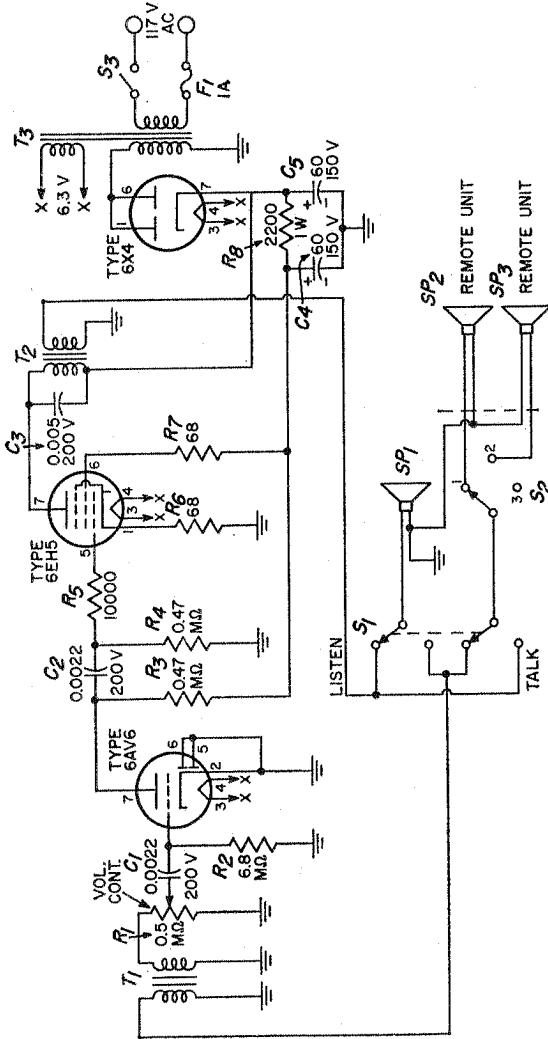 T1
R1
0.5
MΩ
VOL.
CONT.
C1
0.0022
200 V
R2
6.8
MΩ
TYPE
6AV6
7
6
5
2
3
4
X
X
C2
0.0022
200 V
R3
0.47
MΩ
R4
0.47
MΩ
R5
10000
TYPE
6EH5
7
5
6
1
3
4
X
X
R6
68
R7
68
C3
0.005
200 V
T2
TYPE
6X4
1
6
7
3
4
X
X
R8
2200
1 W
C4
+
60
150 V
C5
+
60
150 V
T3
X
6.3 V
X
S3
F1
1A
117 V
AC
LISTEN
TALK
S1
SP1
S2
1
2
3
SP2
REMOTE UNIT
SP3
REMOTE UNIT